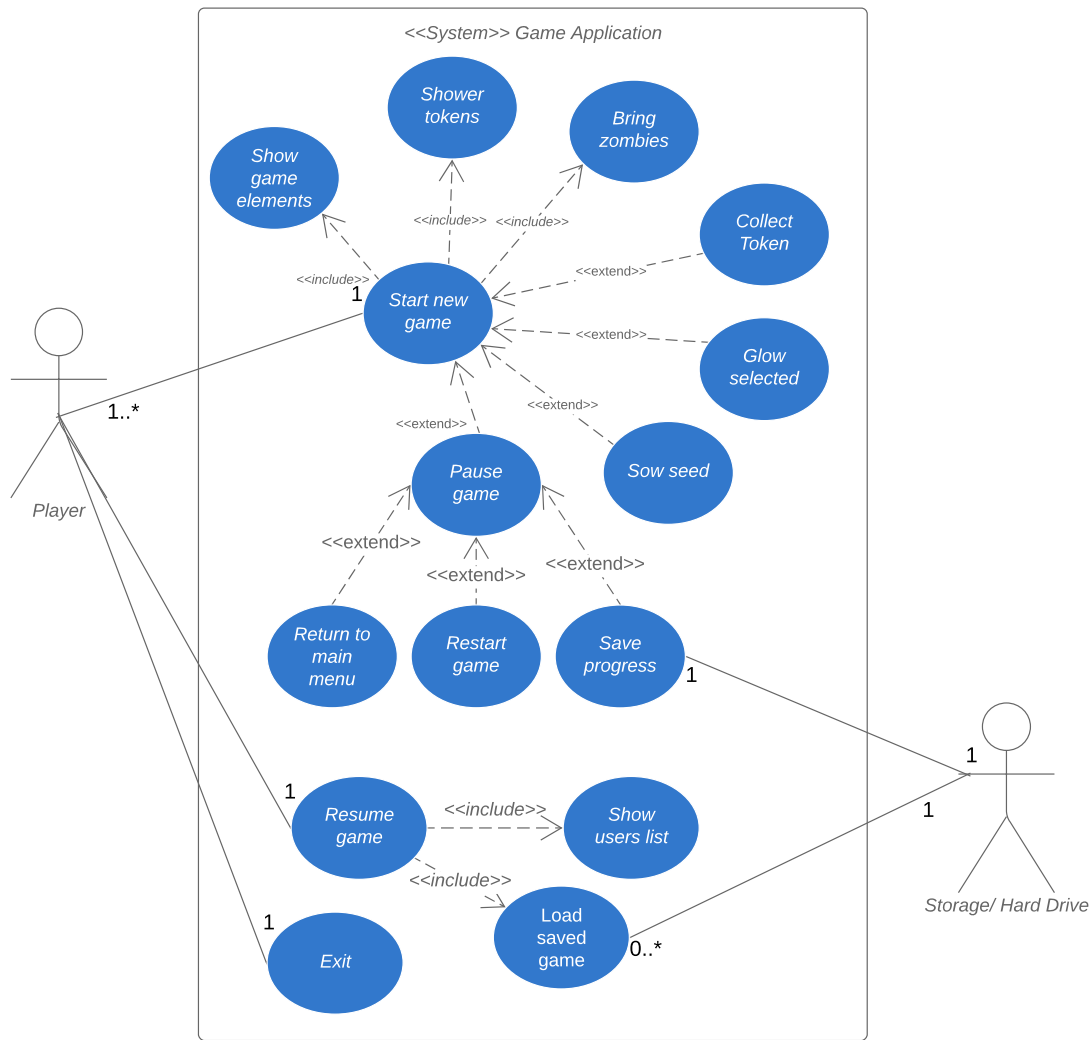 <<System>> Game Application
Shower
tokens
Bring
zombies
Show
game
elements
Collect
Token
<<include>>
<<include>>
<<include>>
<<extend>>
1
Start new
game
<<extend>>
Glow
selected
1..*
<<extend>>
<<extend>>
Player
Pause
game
Sow seed
<<extend>>
<<extend>>
<<extend>>
Return to
main
menu
Restart
game
Save
progress
1
1
1
Resume
game
<<include>>
Show
users list
1
<<include>>
Load
saved
game
0..*
Storage/ Hard Drive
1
Exit